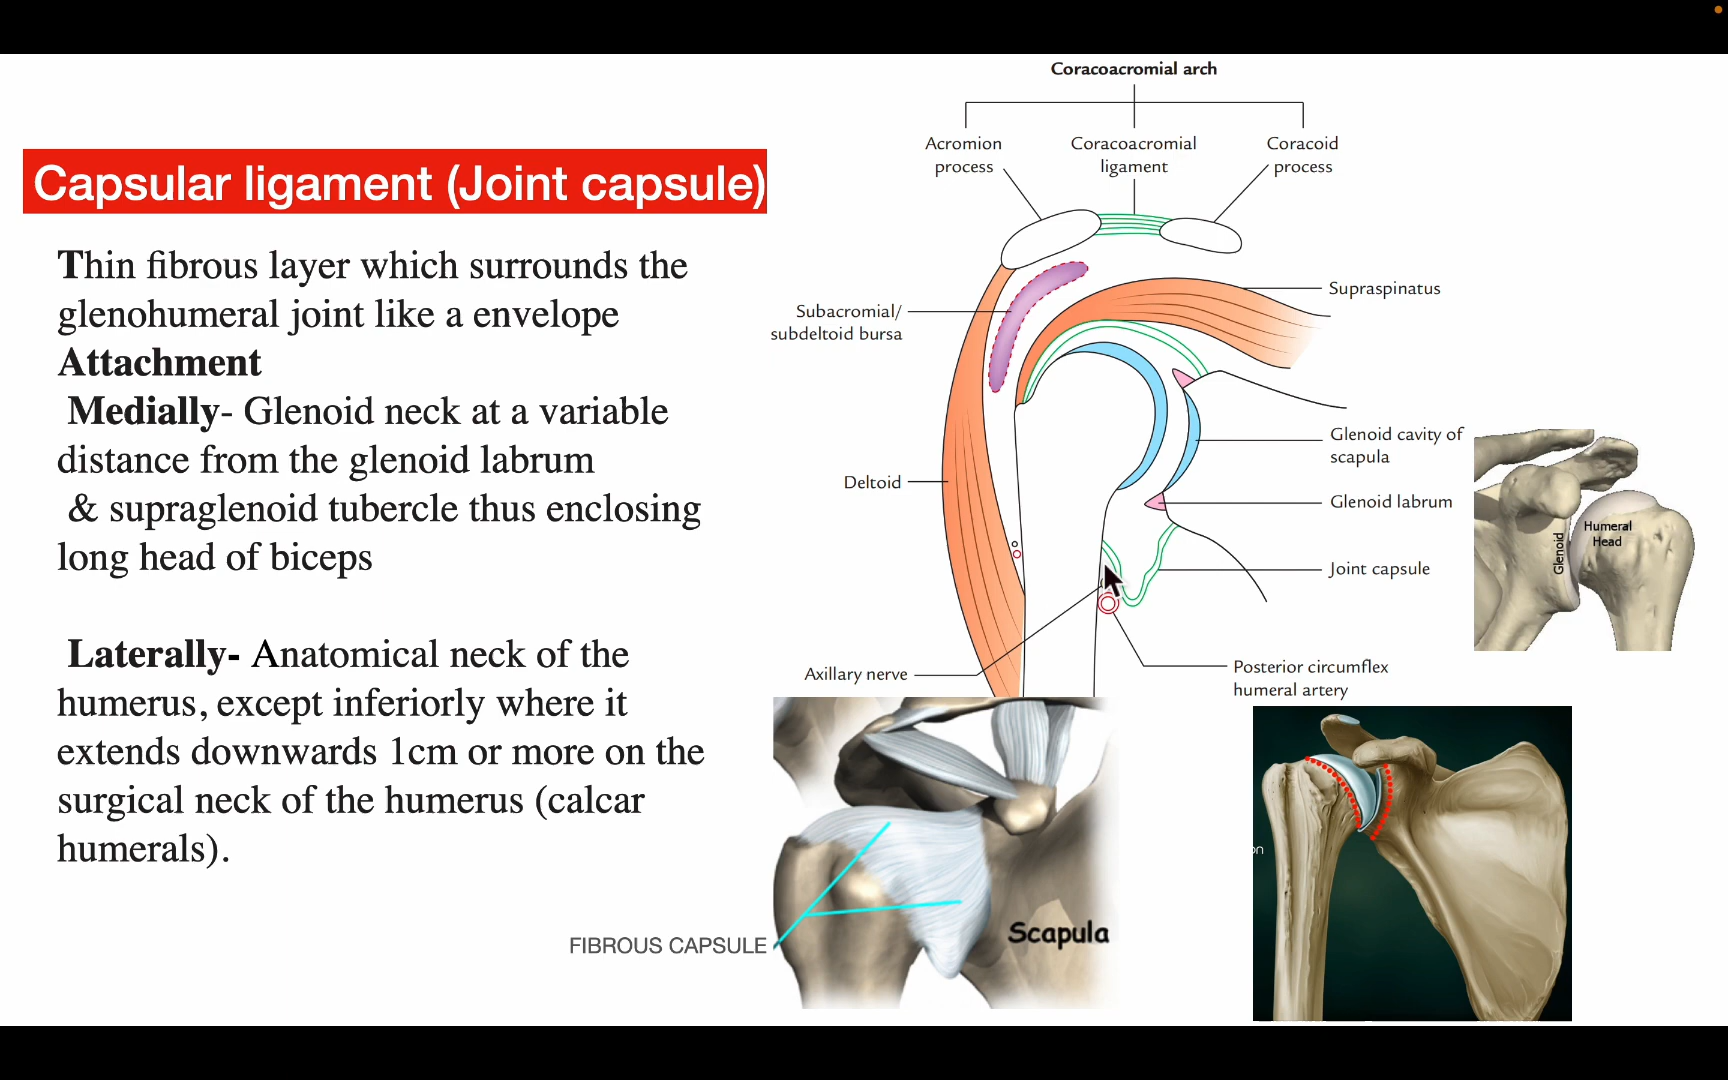 Capsular ligament (Joint capsule)
Thin fibrous layer which surrounds the
glenohumeral joint like a envelope
Attachment
Medially- Glenoid neck at a variable
distance from the glenoid labrum
& supraglenoid tubercle thus enclosing
long head of biceps
Laterally- Anatomical neck of the
humerus, except inferiorly where it
extends downwards 1cm or more on the
surgical neck of the humerus (calcar
humerals).
FIBROUS CAPSULE
Coracoacromial arch
Acromion
process
Coracoacromial
ligament
Coracoid
process
Supraspinatus
Subacromial/
subdeltoid bursa
Glenoid cavity of
scapula
Deltoid
Glenoid labrum
Joint capsule
Axillary nerve
Posterior circumflex
humeral artery
Glenoid
Humeral
Head
Scapula
on